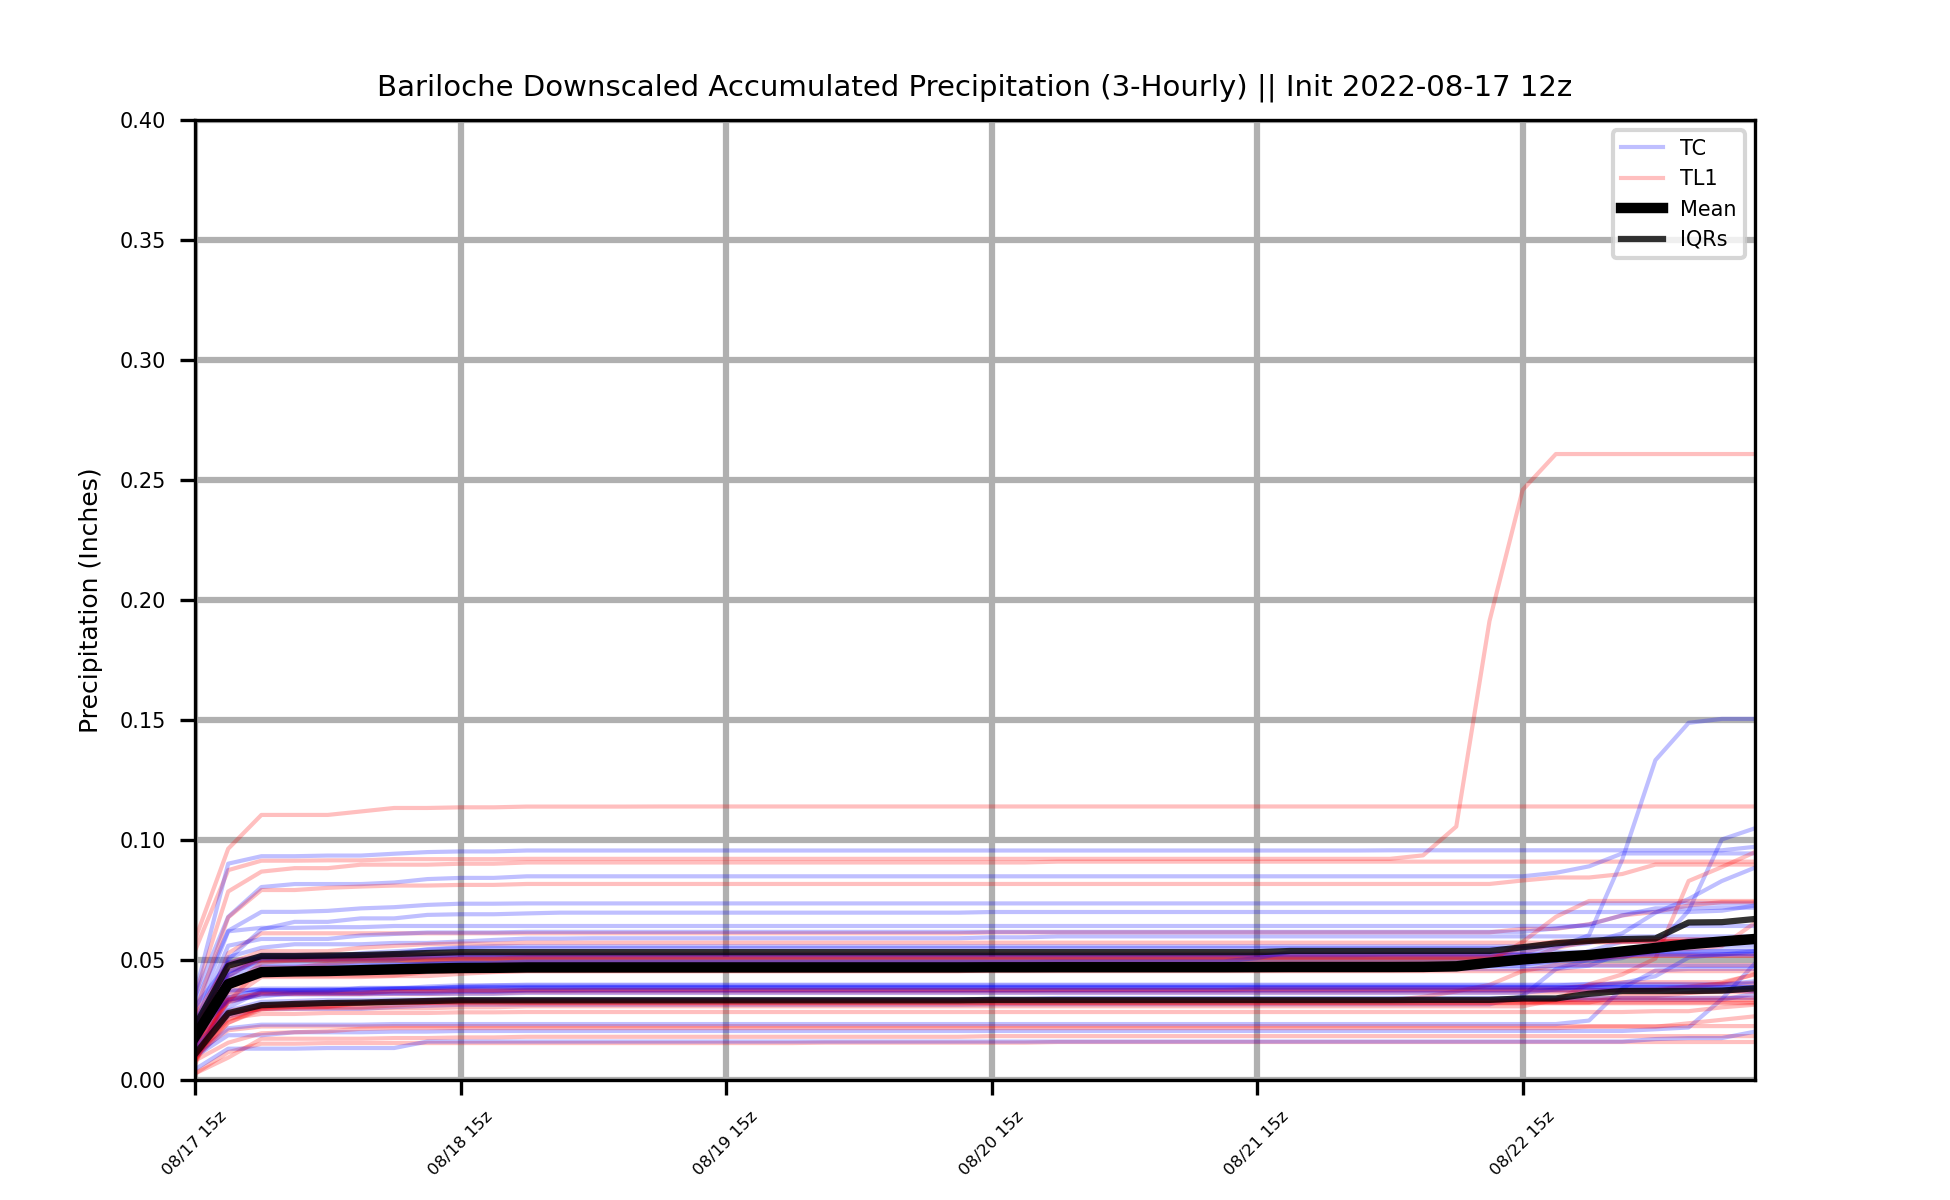 Bariloche Downscaled Accumulated Precipitation (3-Hourly) || Init 2022-08-17 12z
0.40
0.35
0.30
0.25
0.20
0.15
0.10
0.05
0.00
Precipitation (Inches)
TC
TL1
Mean
IQRs
08/17 15z
08/18 15z
08/19 15z
08/20 15z
08/21 15z
08/22 15z